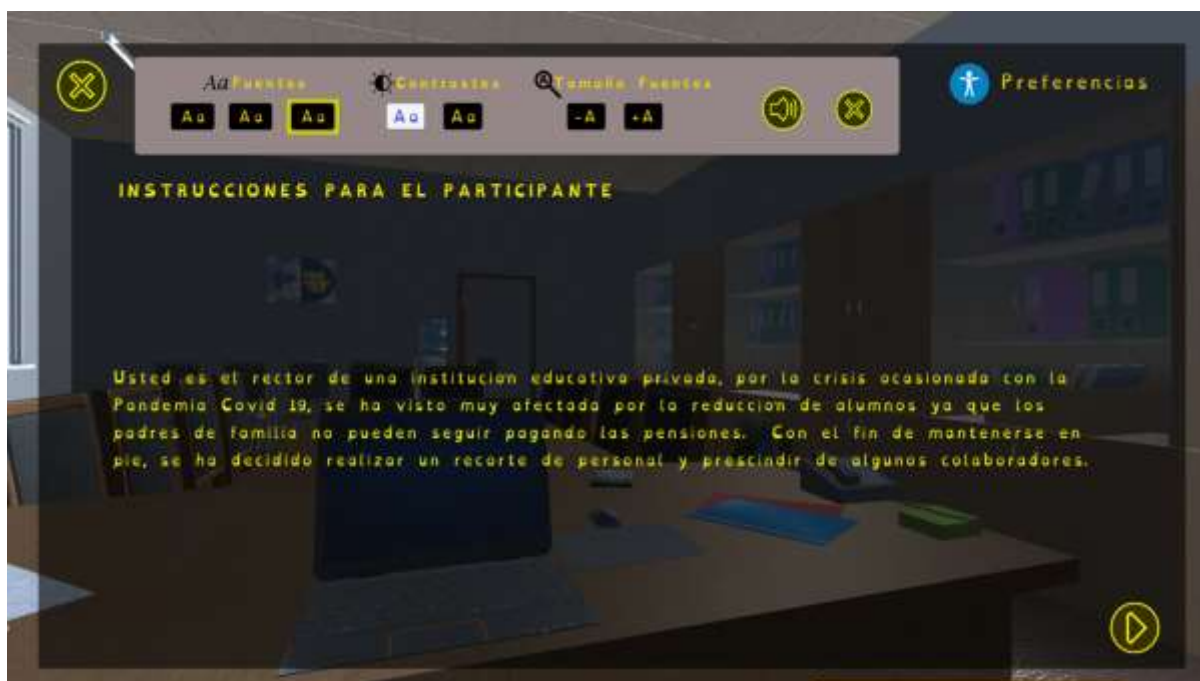 Aa Fuentes
Contrastes
Tamaño Fuentes
Preferencias
Aa Aa Aa
Aa Aa
-A +A
INSTRUCCIONES PARA EL PARTICIPANTE
Usted es el rector de una institucion educativa privada, por la crisis ocasionada con la
Pandemia Covid 19, se ha visto muy afectada por la reduccion de alumnos ya que los
padres de familia no pueden seguir pagando las pensiones. Con el fin de mantenerse en
pie, se ha decidido realizar un recorte de personal y prescindir de algunos colaboradores.